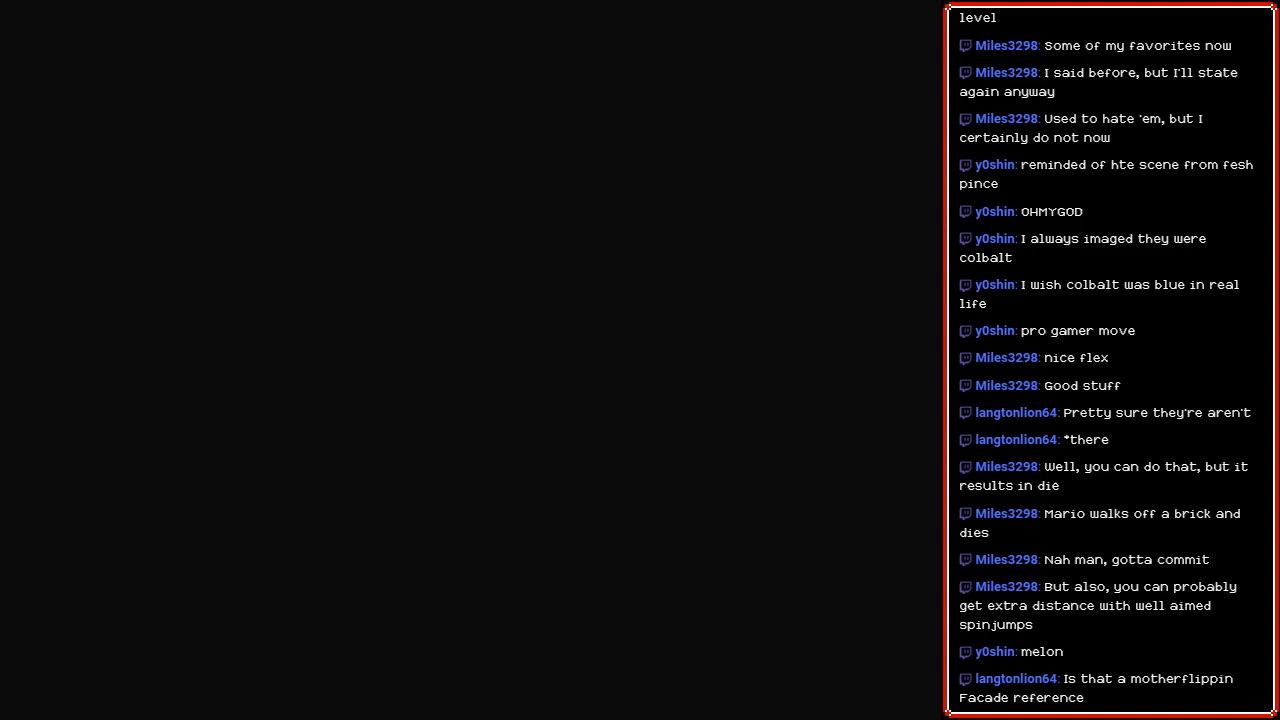 level
Miles3298: Some of my favorites now
Miles3298: I said before, but I'll state
again anyway
Miles3298: Used to hate 'em, but I
certainly do not now
y0shin: reminded of hte scene from fesh
pince
y0shin: OHMYGOD
y0shin: I always imaged they were
colbalt
y0shin: I wish colbalt was blue in real
life
y0shin: pro gamer move
Miles3298: nice flex
Miles3298: Good stuff
langtonlion64: Pretty sure they're aren't
langtonlion64: *there
Miles3298: Well, you can do that, but it
results in die
Miles3298: Mario walks off a brick and
dies
Miles3298: Nah man, gotta commit
Miles3298: But also, you can probably
get extra distance with well aimed
spinjumps
y0shin: melon
langtonlion64: Is that a motherflippin
Facade reference